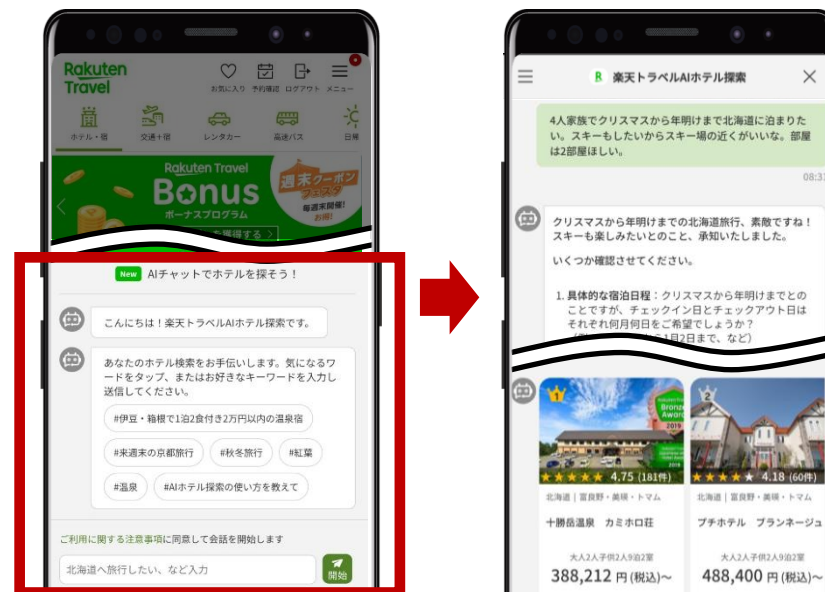 Rakuten
Travel
お気に入り 予約確認 ログアウト メニュー
ホテル・宿 交通+宿 レンタカー 高速バス
Rakuten Travel
Bonus
ボーナスプログラム
獲得する
週末クーポン
フェスタ
毎週末開催!
お得!
New AIチャットでホテルを探そう!
こんにちは!楽天トラベルAIホテル探索です。
あなたのホテル検索をお手伝いします。気になるワ
ードをタップ、またはお好きなキーワードを入力し
送信してください。
#伊豆・箱根で1泊2食付き2万円以内の温泉宿
#来週末の京都旅行 #秋冬旅行 #紅葉
#温泉 #AIホテル探索の使い方を教えて
ご利用に関する注意事項に同意して会話を開始します
北海道へ旅行したい、など入力
開始
R 楽天トラベルAIホテル探索
4人家族でクリスマスから年明けまで北海道に泊まりた
い。スキーもしたいからスキー場の近くがいいな。部屋
は2部屋ほしい。
クリスマスから年明けまでの北海道旅行、素敵ですね!
スキーも楽しみたいとのこと、承知いたしました。
いくつか確認させてください。
1. 具体的な宿泊日程:クリスマスから年明けまでとの
ことですが、チェックイン日とチェックアウト日は
それぞれ何月何日をご希望でしょうか?
1月2日まで、など)
1
Bronze
Award
2019
4.75 (181件)
北海道 | 富良野・美瑛・トマム
十勝岳温泉 カミホロ荘
大人2人子供2人9泊2室
388,212 円 (税込)~
2
4.18 (60件)
北海道 | 富良野・美瑛・トマム
プチホテル ブランネージュ
大人2人子供2人9泊2室
488,400 円 (税込)~